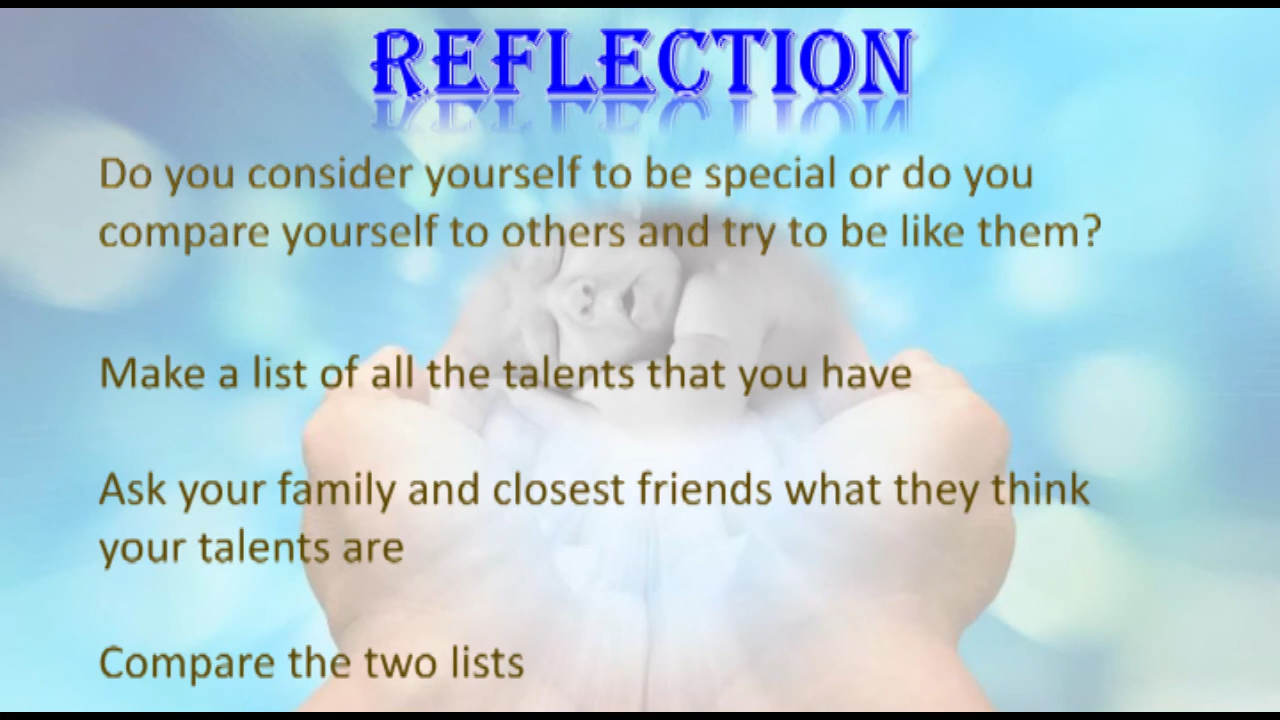 REFLECTION
Do you consider yourself to be special or do you
compare yourself to others and try to be like them?
Make a list of all the talents that you have
Ask your family and closest friends what they think
your talents are
Compare the two lists